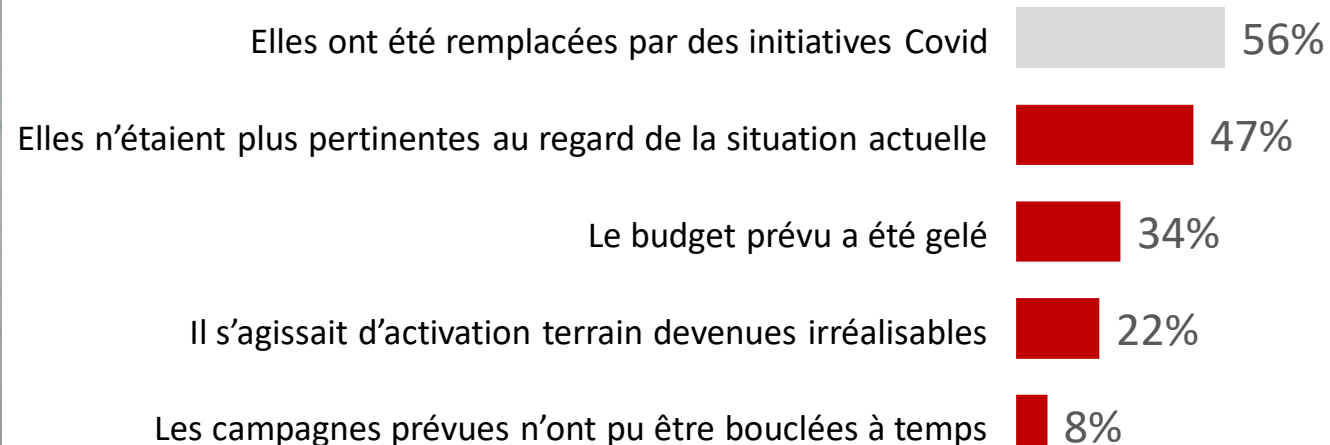 Elles ont été remplacées par des initiatives Covid 56%
Elles n’étaient plus pertinentes au regard de la situation actuelle 47%
Le budget prévu a été gelé 34%
Il s’agissait d’activation terrain devenues irréalisables 22%
Les campagnes prévues n’ont pu être bouclées à temps 8%